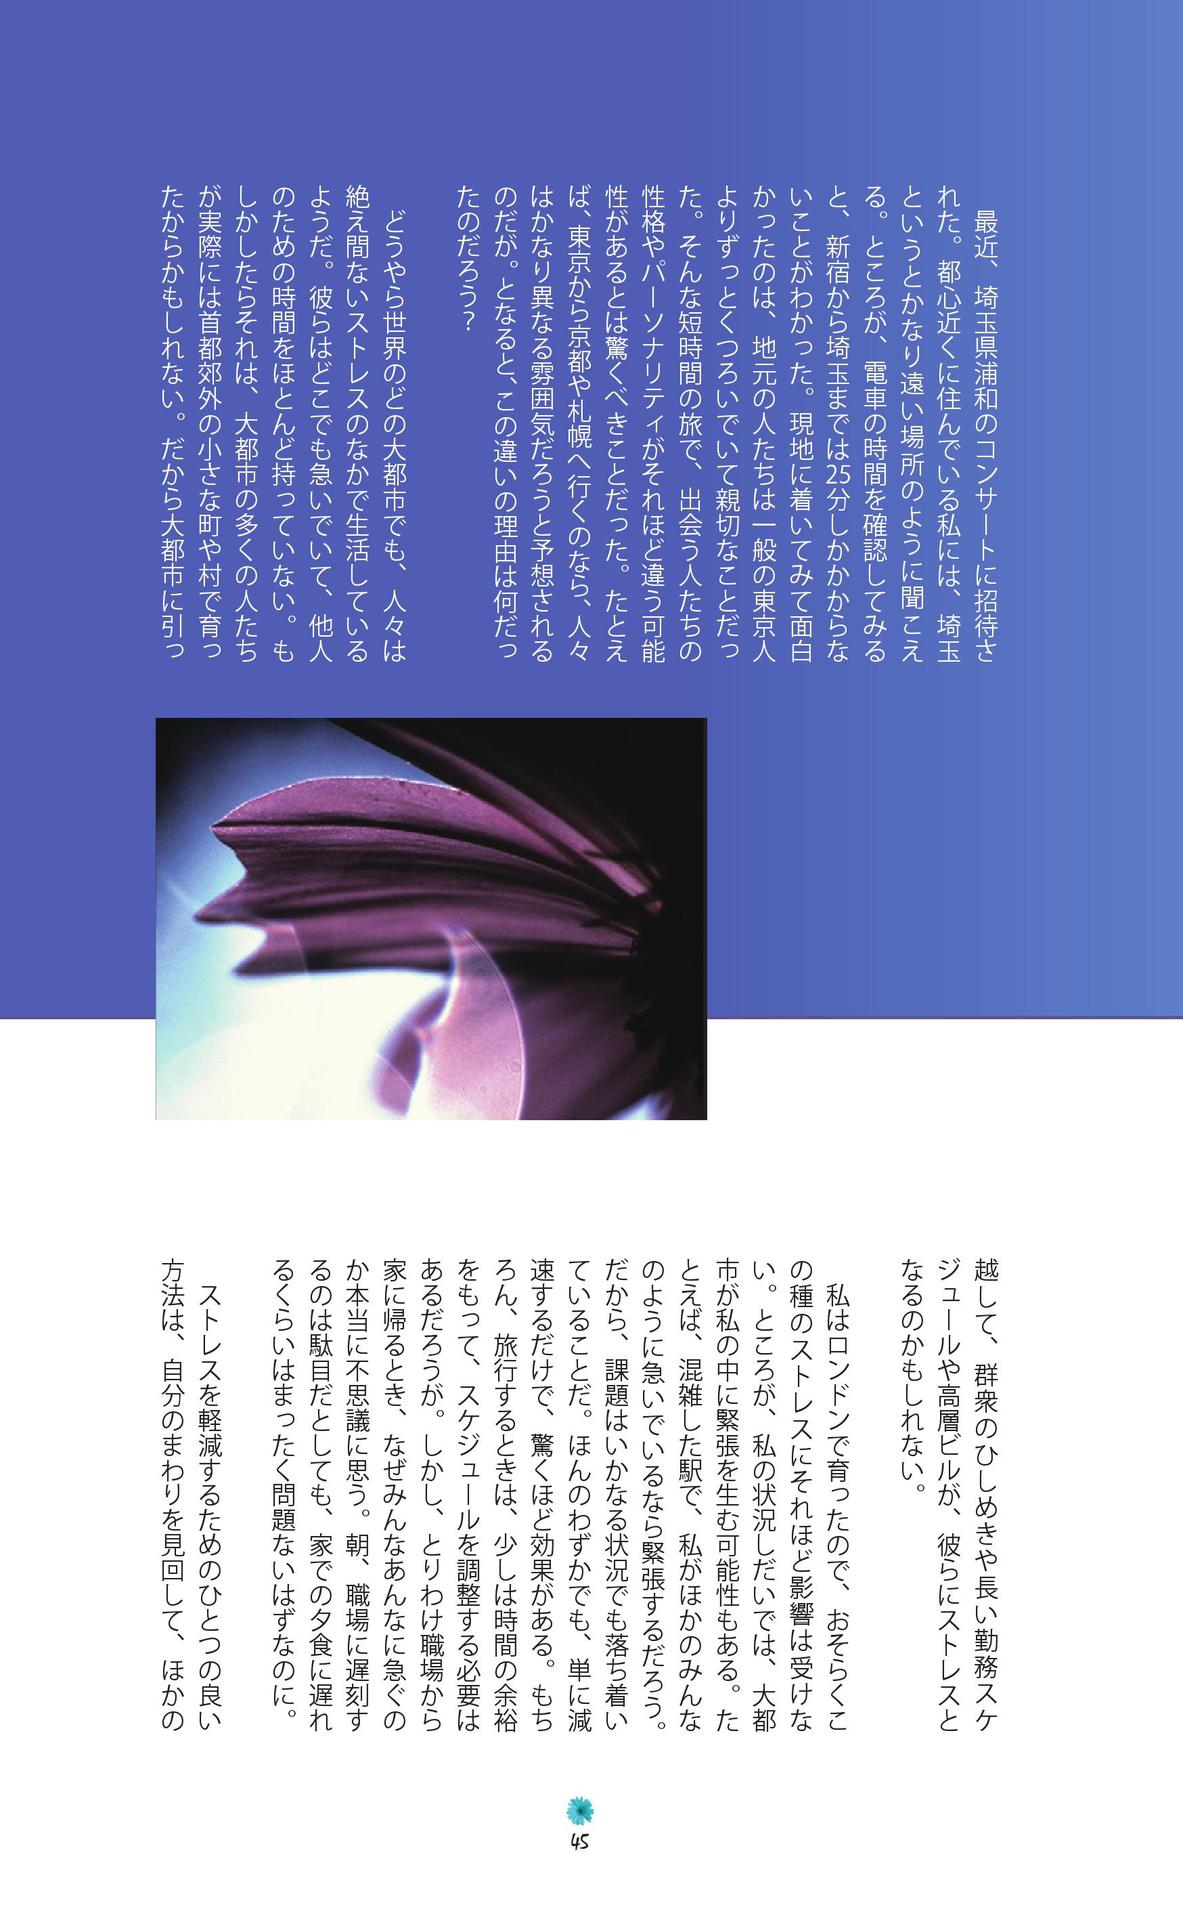 最近、埼玉県浦和のコンサートに招待さ
れた。都心近くに住んでいる私には、埼玉
というとかなり遠い場所のように聞こえ
る。ところが、電車の時間を確認してみる
と、新宿から埼玉までは25分しかかからな
いことがわかった。現地に着いてみて面白
かったのは、地元の人たちは一般の東京人
よりずっとくつろいでいて親切なことだっ
た。そんな短時間の旅で、出会う人たちの
性格やパーソナリティがそれほど違う可能
性があるとは驚くべきことだった。たとえ
ば、東京から京都や札幌へ行くのなら、人々
はかなり異なる雰囲気だろうと予想される
のだが。となると、この違いの理由は何だっ
たのだろう?
どうやら世界のどの大都市でも、人々は
絶え間ないストレスのなかで生活している
ようだ。彼らはどこでも急いでいて、他人
のための時間をほとんど持っていない。も
しかしたらそれは、大都市の多くの人たち
が実際には首都郊外の小さな町や村で育っ
たからかもしれない。だから大都市に引っ
越して、群衆のひしめきや長い勤務スケ
ジュールや高層ビルが、彼らにストレスと
なるのかもしれない。
私はロンドンで育ったので、おそらくこ
の種のストレスにそれほど影響は受けな
い。ところが、私の状況しだいでは、大都
市が私の中に緊張を生む可能性もある。た
とえば、混雑した駅で、私がほかのみんな
のように急いでいるなら緊張するだろう。
だから、課題はいかなる状況でも落ち着い
ていることだ。ほんのわずかでも、単に減
速するだけで、驚くほど効果がある。もち
ろん、旅行するときは、少しは時間の余裕
をもって、スケジュールを調整する必要は
あるだろうが。しかし、とりわけ職場から
家に帰るとき、なぜみんなあんなに急ぐの
か本当に不思議に思う。朝、職場に遅刻す
るのは駄目だとしても、家での夕食に遅れ
るくらいはまったく問題ないはずなのに。
ストレスを軽減するためのひとつの良い
方法は、自分のまわりを見回して、ほかの
45